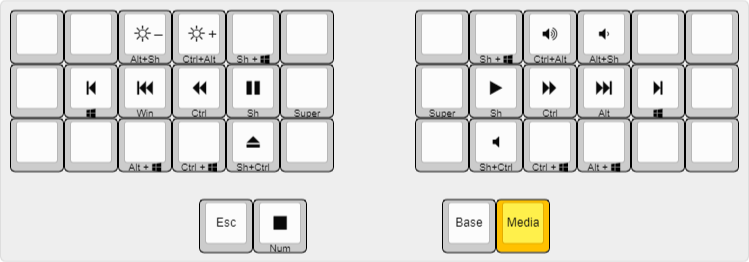 – +
Alt+Sh Ctrl+Alt Sh + Sh + Ctrl+Alt Alt+Sh
Win Ctrl Sh Super Super Sh Ctrl Alt
Alt + Ctrl + Sh+Ctrl Sh+Ctrl Ctrl + Alt +
Esc Base Media
Num